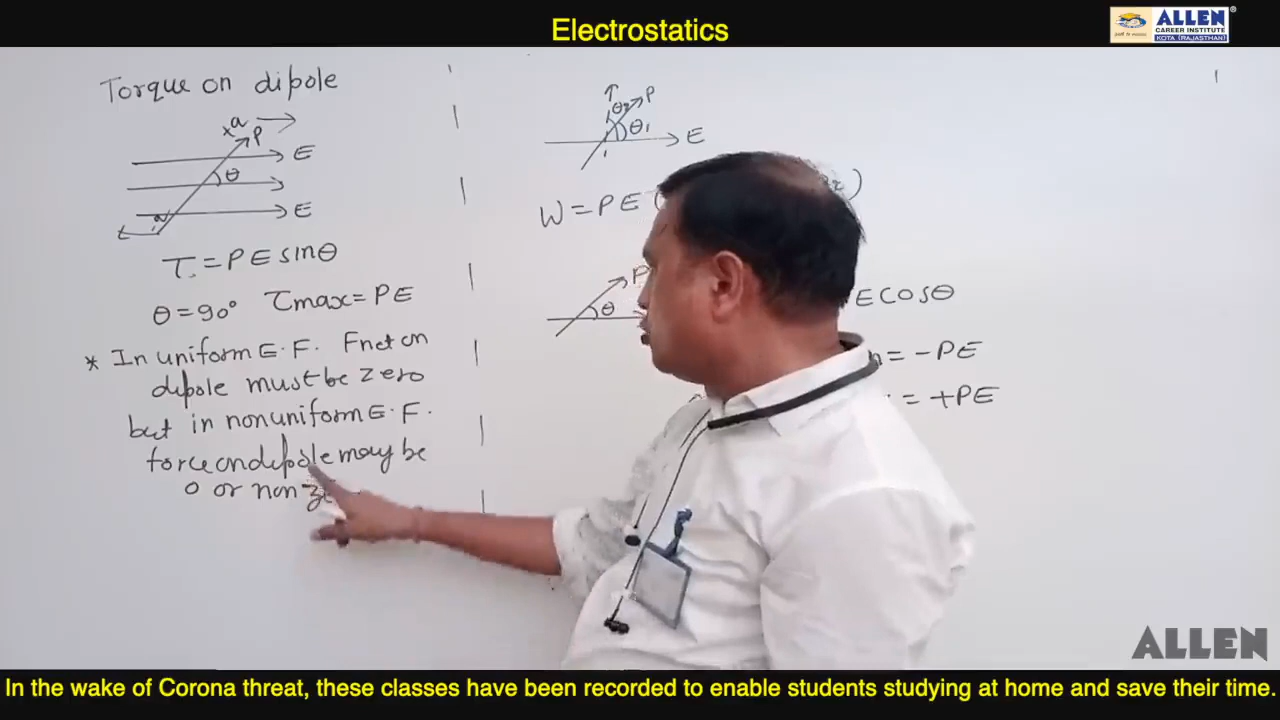 Electrostatics
ALLEN
CAREER INSTITUTE
KOTA (RAJASTHAN)
Torque on dipole
P
E
θ
E
τ = PE sinθ
θ = 90° τmax = PE
* In uniform E.F. Fnet on
dipole must be zero
but in nonuniform E.F.
force on dipole may be
0 or non
θ2 P
θ1 E
W = PE (
P
θ
E cosθ
= -PE
= +PE
ALLEN
In the wake of Corona threat, these classes have been recorded to enable students studying at home and save their time.